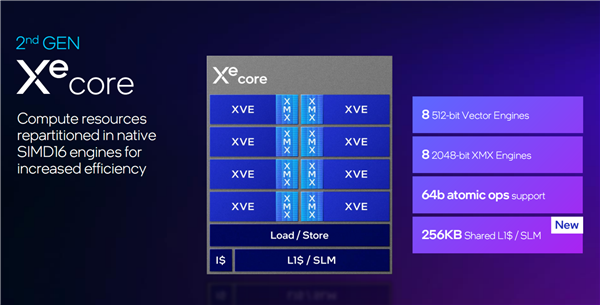 2nd GEN
Xe core
Compute resources
repartitioned in native
SIMD16 engines for
increased efficiency
Xe core
XVE XMX XMX XVE
XVE XMX XMX XVE
XVE XMX XMX XVE
XVE XMX XMX XVE
Load / Store
I$ L1$ / SLM
8 512-bit Vector Engines
8 2048-bit XMX Engines
64b atomic ops support
New
256KB Shared L1$ / SLM